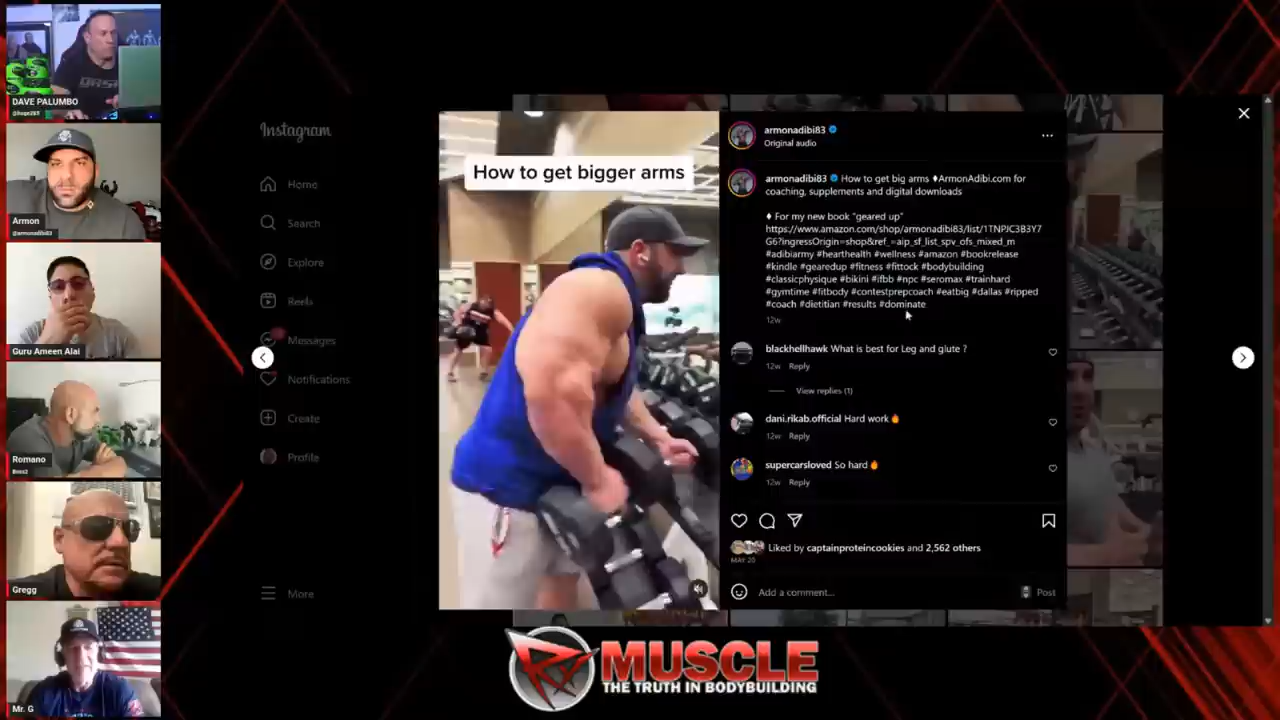 DAVE PALUMBO
@huge285
Armon
@armonadibi83
Guru Ameen Alai
Romano
Gregg
Mr. G
Instagram
Home
Search
Explore
Reels
Messages
Notifications
Create
Profile
More
How to get bigger arms
armonadibi83
Original audio
armonadibi83 How to get big arms ♦️ArmonAdibi.com for
coaching, supplements and digital downloads
♦️ For my new book "geared up"
https://www.amazon.com/shop/armonadibi83/list/1TNPJC3B3Y7
G6?ingressOrigin=shop&ref_=aip_sf_list_spv_ofs_mixed_m
#adibiarmy #hearthealth #wellness #amazon #bookrelease
#kindle #gearedup #fitness #fittock #bodybuilding
#classicphysique #bikini #ifbb #npc #seromax #trainhard
#gymtime #fitbody #contestprepcoach #eatbig #dallas #ripped
#coach #dietitian #results #dominate
12w
blackhellhawk What is best for Leg and glute ?
12w Reply
View replies (1)
dani.rikab.official Hard work🔥
12w Reply
supercarsloved So hard🔥
12w Reply
Liked by captainproteincookies and 2,562 others
MAY 20
Add a comment...
Post
RX MUSCLE
THE TRUTH IN BODYBUILDING